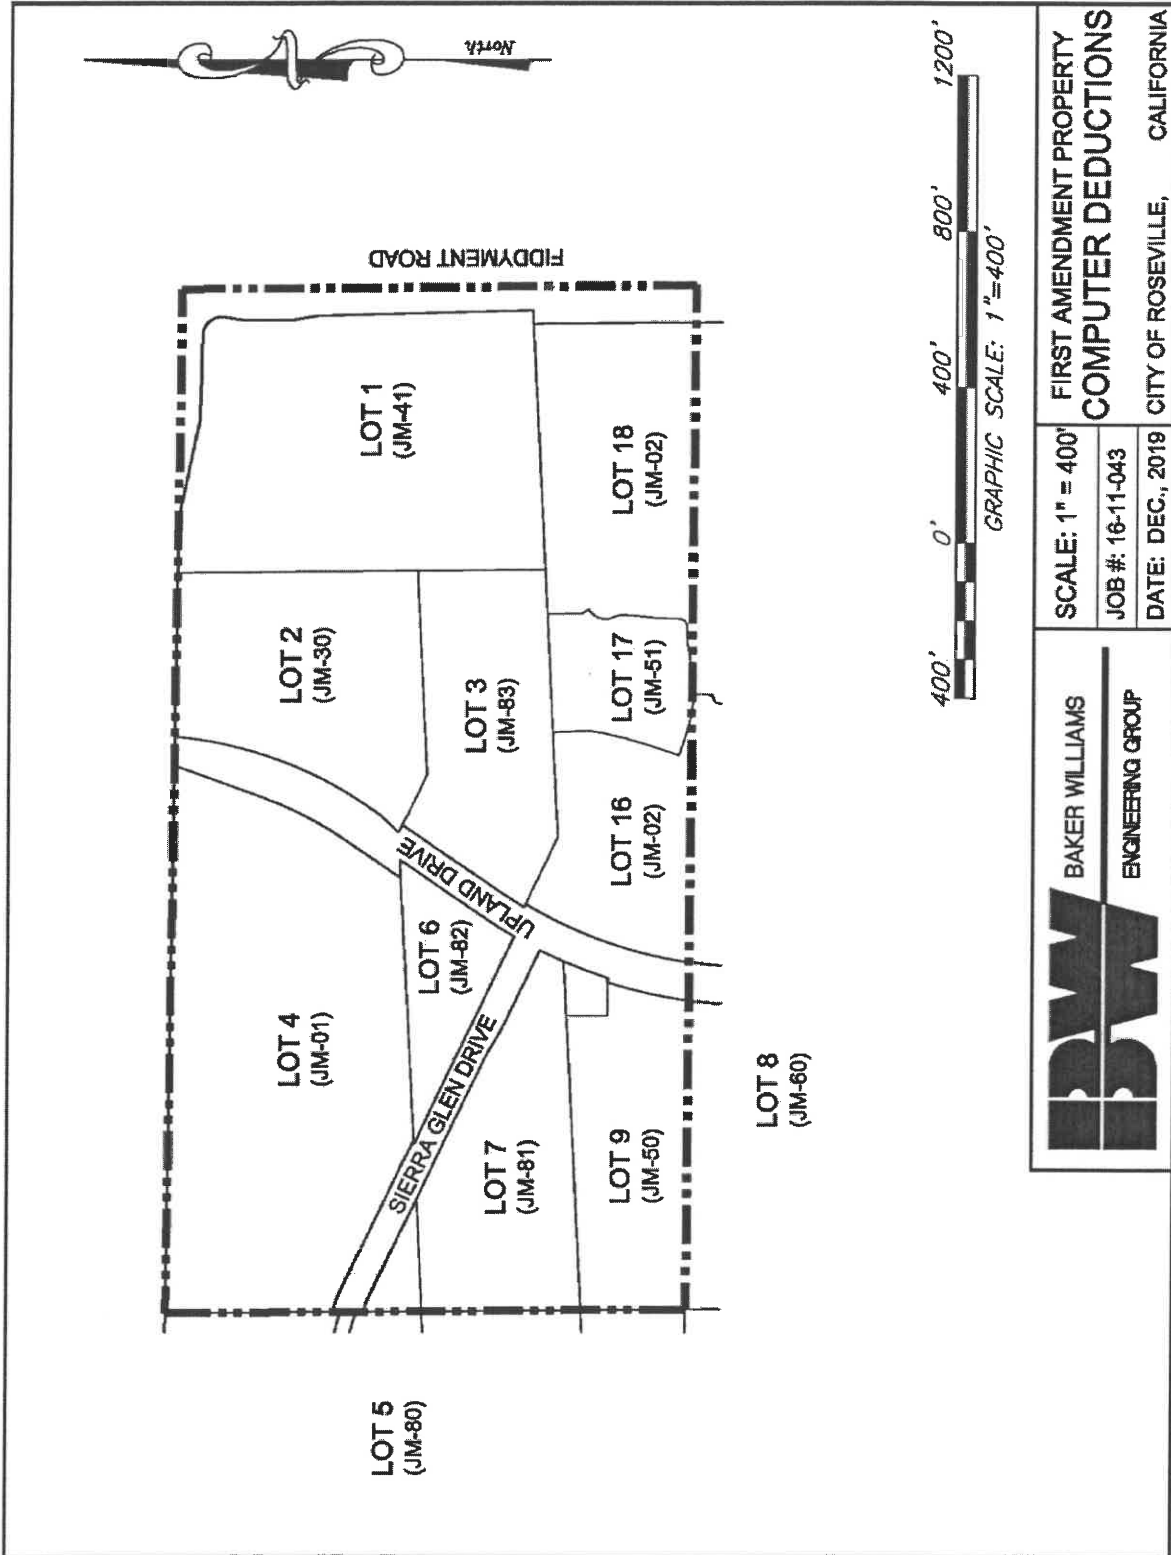 North
FIDDYMENT ROAD
LOT 1
(JM-41)
LOT 2
(JM-30)
LOT 3
(JM-83)
LOT 18
(JM-02)
LOT 17
(JM-51)
LOT 16
(JM-02)
UPLAND DRIVE
LOT 4
(JM-01)
LOT 6
(JM-82)
SIERRA GLEN DRIVE
LOT 7
(JM-81)
LOT 9
(JM-50)
LOT 8
(JM-60)
LOT 5
(JM-80)
400' 0' 400' 800' 1200'
GRAPHIC SCALE: 1"=400'
BW
BAKER WILLIAMS
ENGINEERING GROUP
SCALE: 1" = 400'
JOB #: 16-11-043
DATE: DEC., 2019
FIRST AMENDMENT PROPERTY
COMPUTER DEDUCTIONS
CITY OF ROSEVILLE, CALIFORNIA